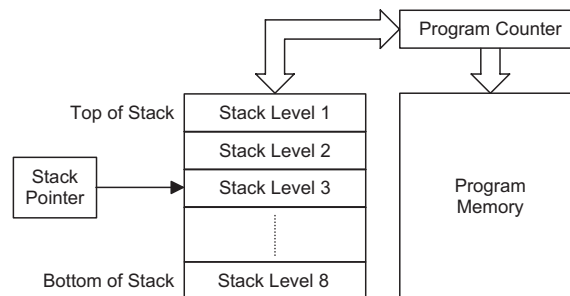 Program Counter
Top of Stack
Stack Level 1
Stack Level 2
Stack
Pointer
Stack Level 3
Program
Memory
Bottom of Stack
Stack Level 8